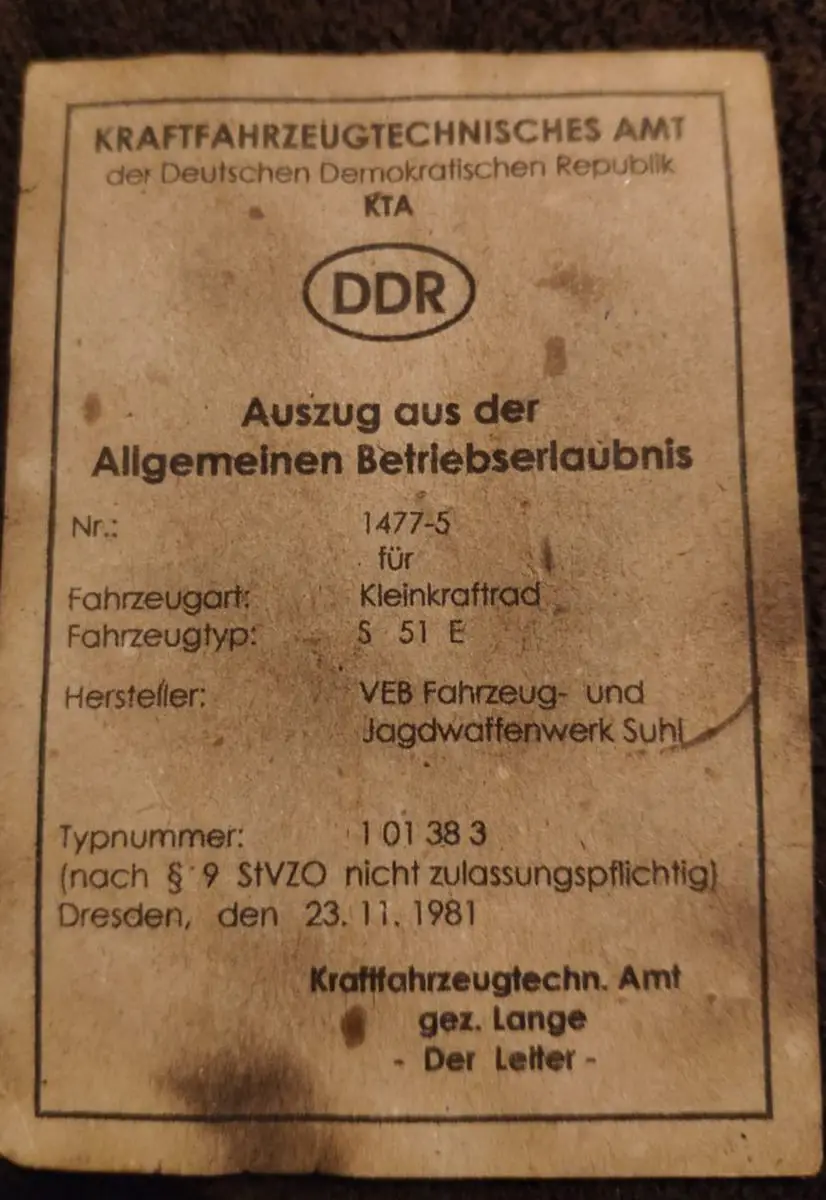 KRAFTFAHRZEUGTECHNISCHES AMT
der Deutschen Demokratischen Republik
KTA
DDR
Auszug aus der
Allgemeinen Betriebserlaubnis
Nr.: 1477-5
für
Fahrzeugart: Kleinkraftrad
Fahrzeugtyp: S 51 E
Hersteller: VEB Fahrzeug- und
Jagdwaffenwerk Suhl
Typnummer: 1 01 38 3
(nach § 9 StVZO nicht zulassungspflichtig)
Dresden, den 23. 11. 1981
Kraftfahrzeugtechn. Amt
gez. Lange
- Der Leiter -